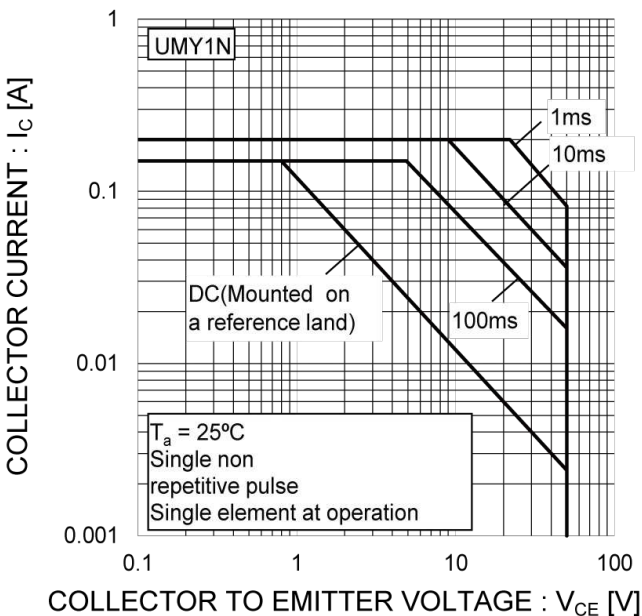 COLLECTOR CURRENT : IC [A]
1
0.1
0.01
0.001
UMY1N
1ms
10ms
100ms
DC(Mounted on
a reference land)
Ta = 25ºC
Single non
repetitive pulse
Single element at operation
0.1
1
10
100
COLLECTOR TO EMITTER VOLTAGE : VCE [V]